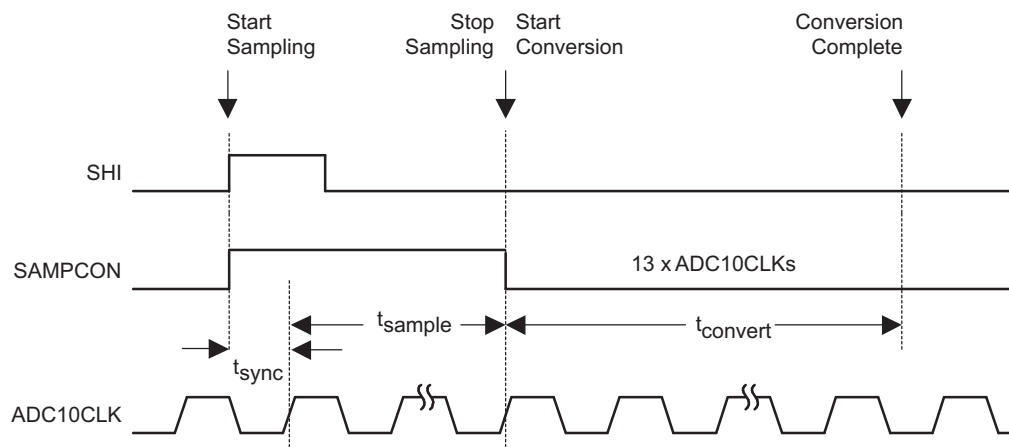 Start
Sampling
Stop
Sampling
Start
Conversion
Conversion
Complete
SHI
SAMPCON
13 x ADC10CLKs
tsample
tconvert
tsync
ADC10CLK